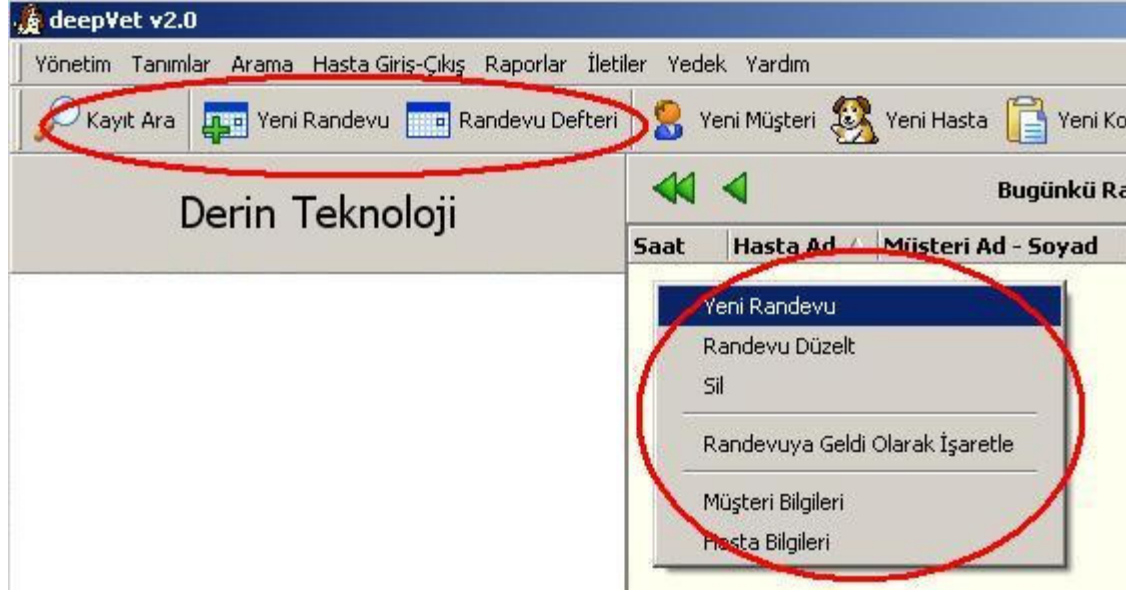 deepVet v2.0
Yönetim Tanımlar Arama Hasta Giriş-Çıkış Raporlar İletiler Yedek Yardım
Kayıt Ara Yeni Randevu Randevu Defteri Yeni Müşteri Yeni Hasta Yeni
Derin Teknoloji
Bugünkü
Saat Hasta Ad Müşteri Ad - Soyad
Yeni Randevu
Randevu Düzelt
Sil
Randevuya Geldi Olarak İşaretle
Müşteri Bilgileri
Hasta Bilgileri